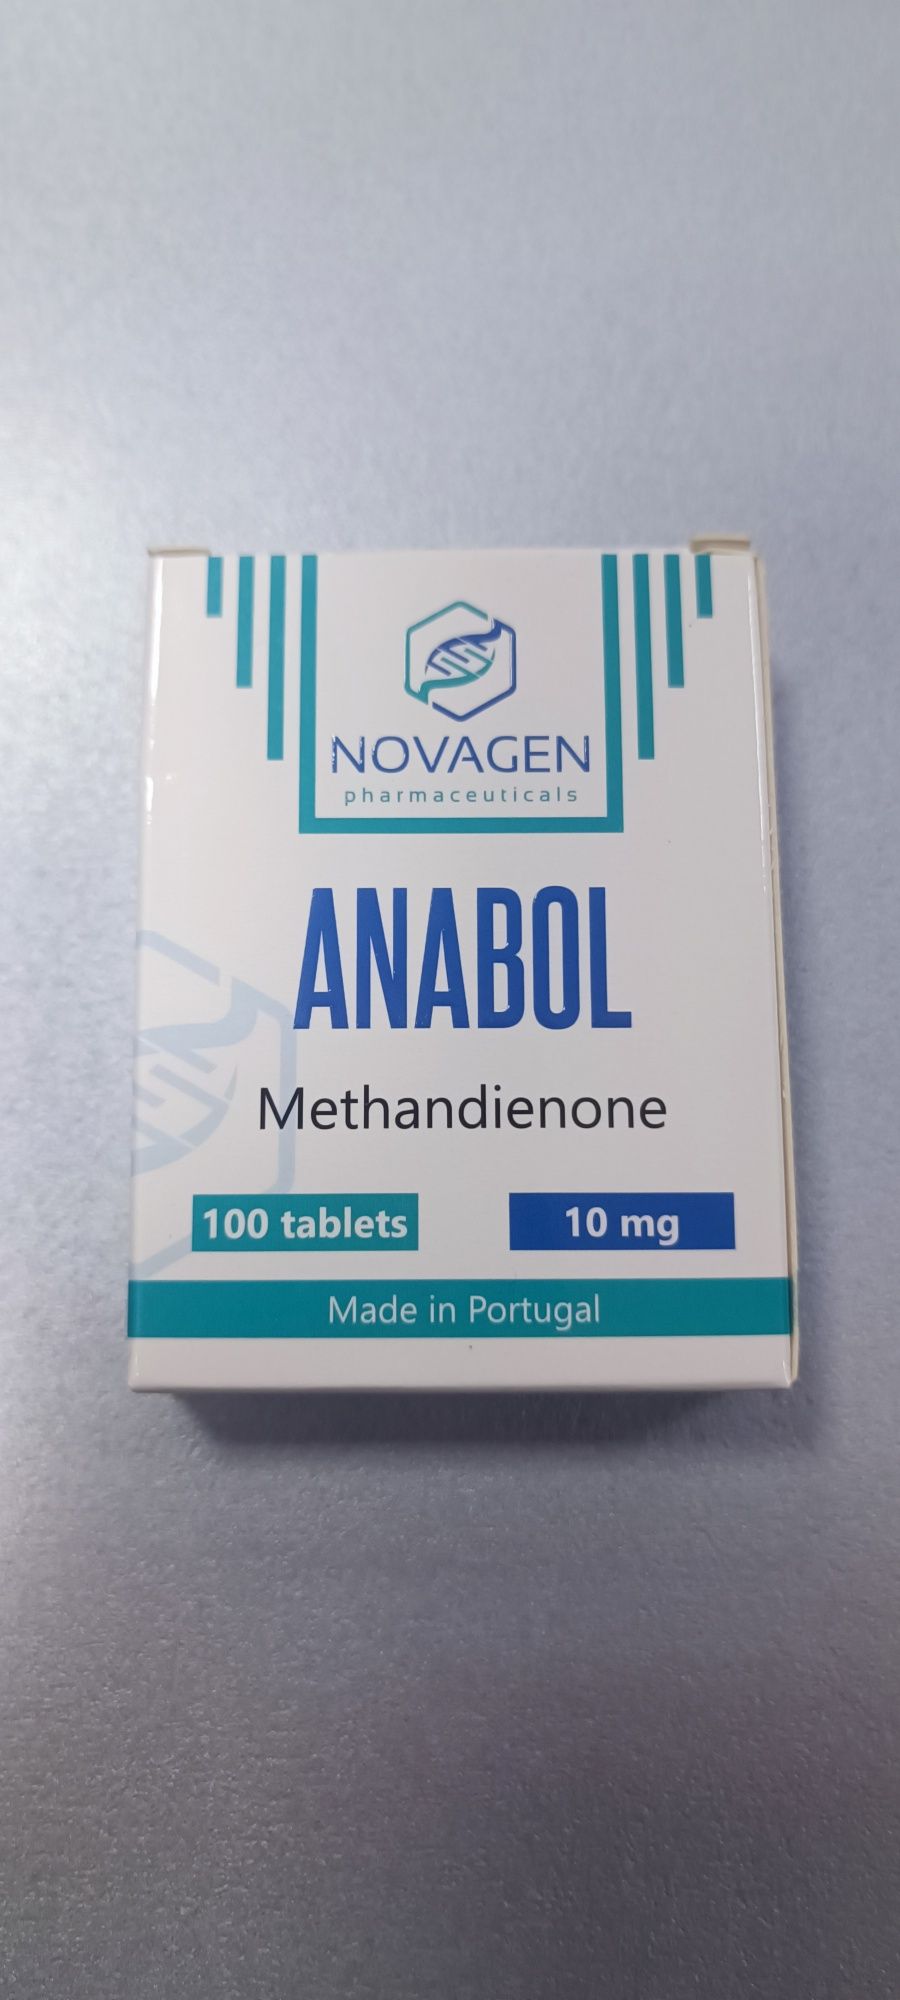 NOVAGEN
pharmaceuticals
ANABOL
Methandienone
100 tablets
10 mg
Made in Portugal